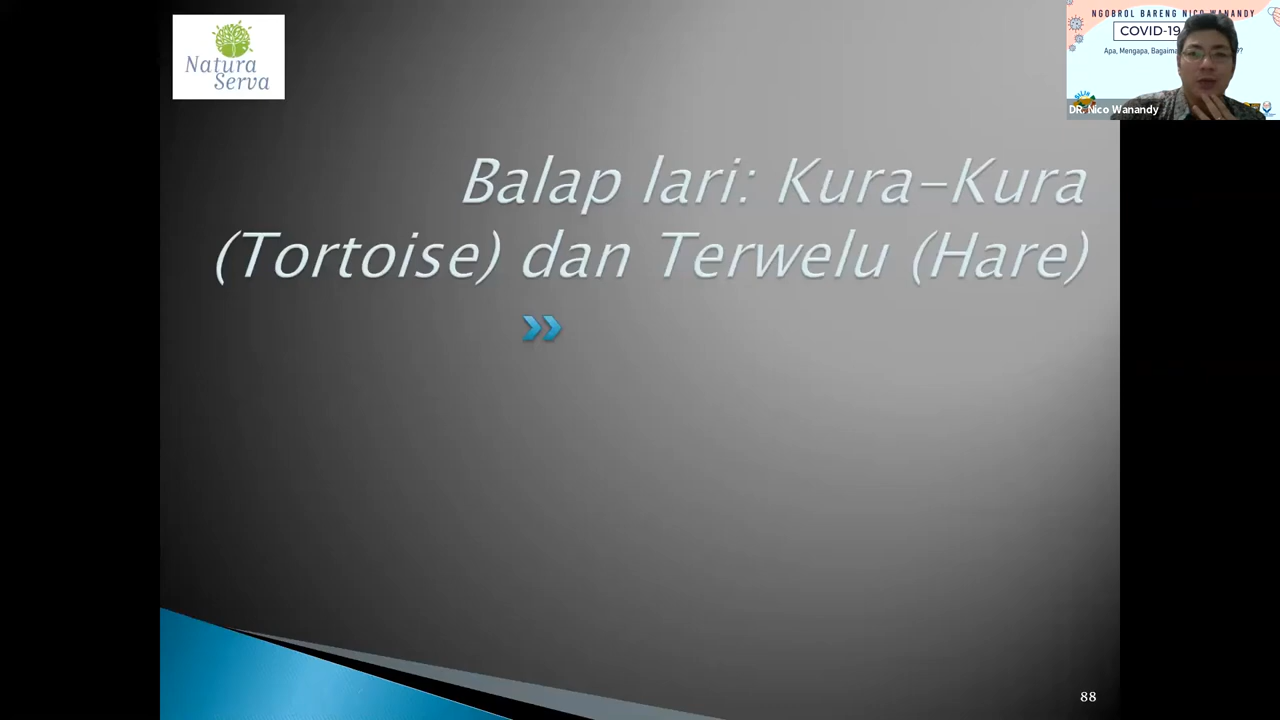 Natura
Serva
NGOBROL BARENG NICO WANANDY
COVID-19
Apa, Mengapa,
DR. Nico Wanandy
Balap lari: Kura-Kura
(Tortoise) dan Terwelu (Hare)
88